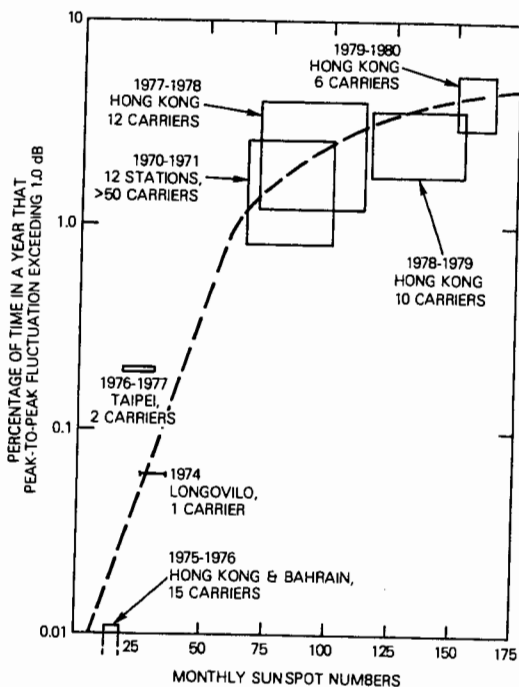 PERCENTAGE OF TIME IN A YEAR THAT
PEAK-TO-PEAK FLUCTUATION EXCEEDING 1.0 dB
10
1.0
0.1
0.01
1979-1980
HONG KONG
6 CARRIERS
1977-1978
HONG KONG
12 CARRIERS
1970-1971
12 STATIONS,
>50 CARRIERS
1978-1979
HONG KONG
10 CARRIERS
1976-1977
TAIPEI,
2 CARRIERS
1974
LONGOVILO,
1 CARRIER
1975-1976
HONG KONG & BAHRAIN,
15 CARRIERS
25 50 75 100 125 150 175
MONTHLY SUNSPOT NUMBERS